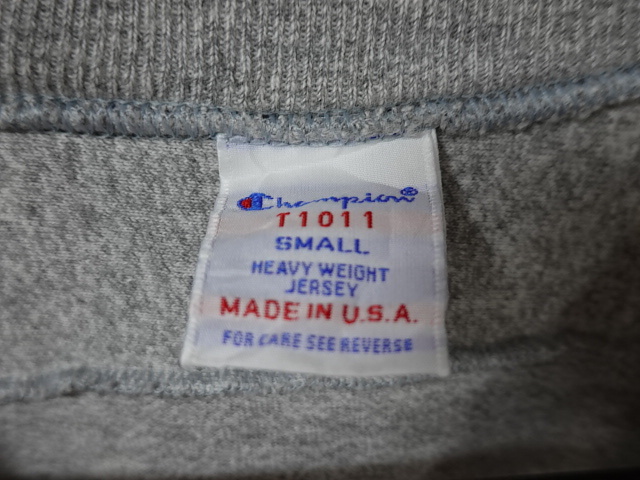 Champion®
T1011
SMALL
HEAVY WEIGHT
JERSEY
MADE IN U.S.A.
FOR CARE SEE REVERSE